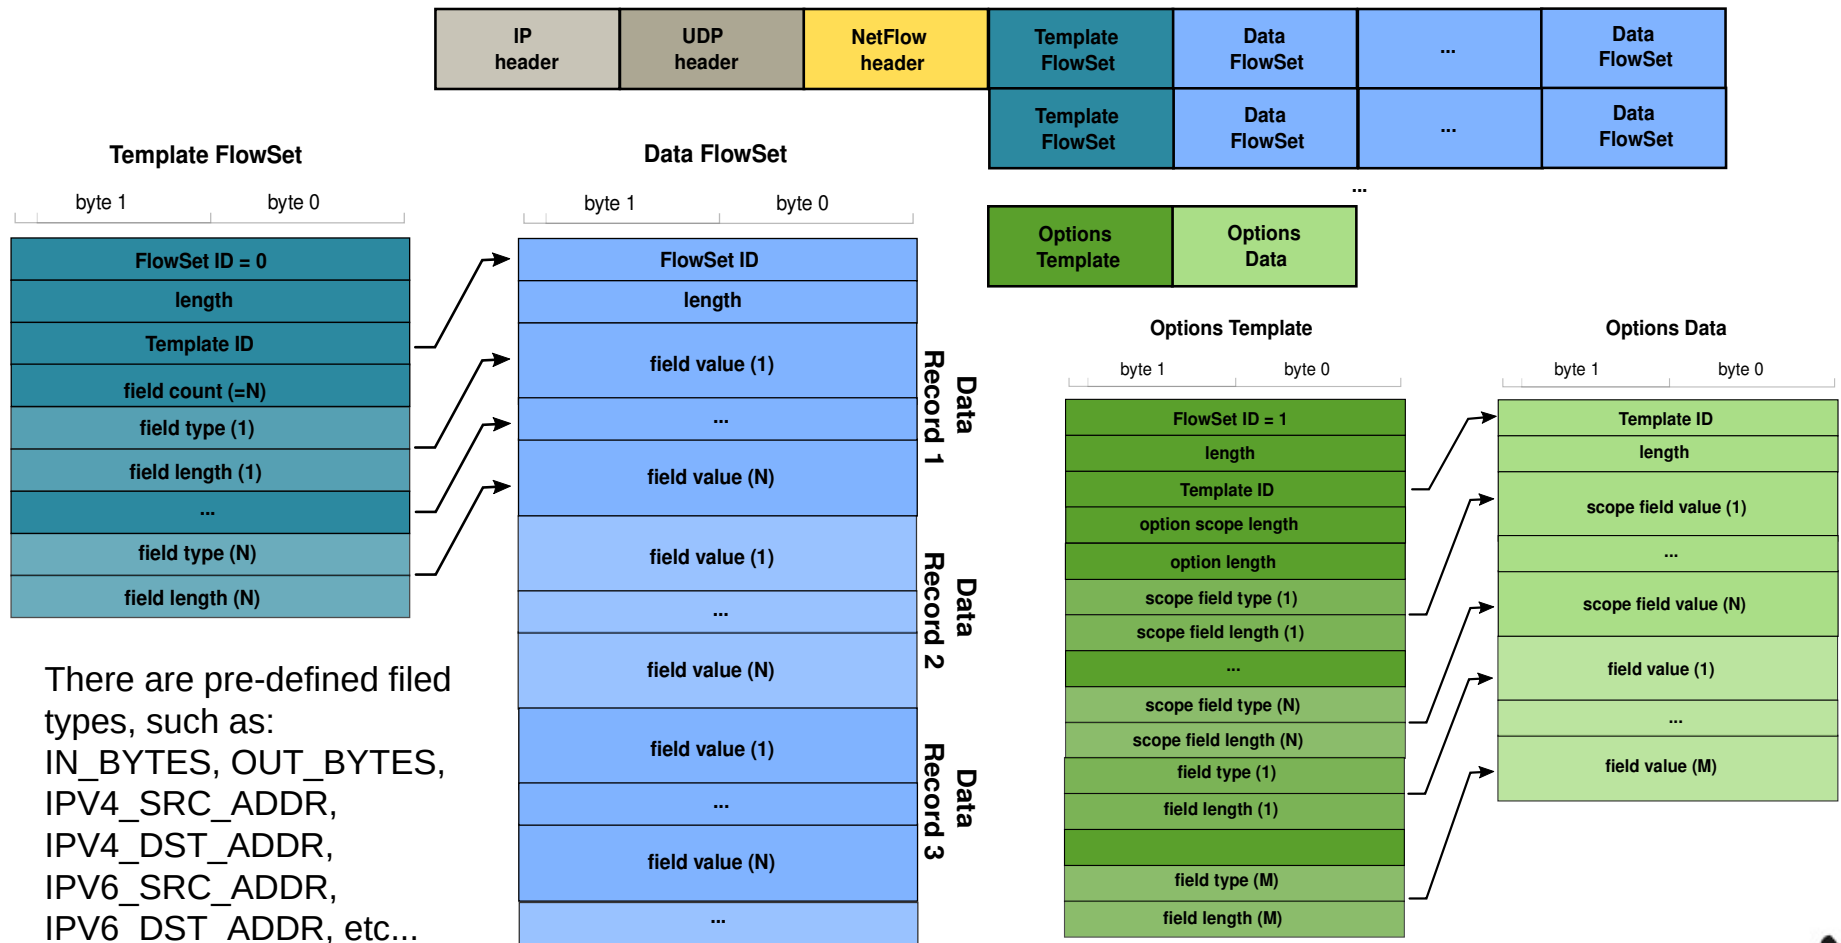 IP
header
UDP
header
NetFlow
header
Template
FlowSet
Data
FlowSet
...
Data
FlowSet
Template
FlowSet
Data
FlowSet
...
Data
FlowSet
...
Options
Template
Options
Data
Template FlowSet
byte 1 byte 0
FlowSet ID = 0
length
Template ID
field count (=N)
field type (1)
field length (1)
...
field type (N)
field length (N)
There are pre-defined filed
types, such as:
IN_BYTES, OUT_BYTES,
IPV4_SRC_ADDR,
IPV4_DST_ADDR,
IPV6_SRC_ADDR,
IPV6_DST_ADDR, etc...
Data FlowSet
byte 1 byte 0
FlowSet ID
length
field value (1)
...
field value (N)
field value (1)
...
field value (N)
field value (1)
...
field value (N)
...
Data
Record 1
Data
Record 2
Data
Record 3
Options Template
byte 1 byte 0
FlowSet ID = 1
length
Template ID
option scope length
option length
scope field type (1)
scope field length (1)
...
scope field type (N)
scope field length (N)
field type (1)
field length (1)
field type (M)
field length (M)
Options Data
byte 1 byte 0
Template ID
length
scope field value (1)
...
scope field value (N)
field value (1)
...
field value (M)